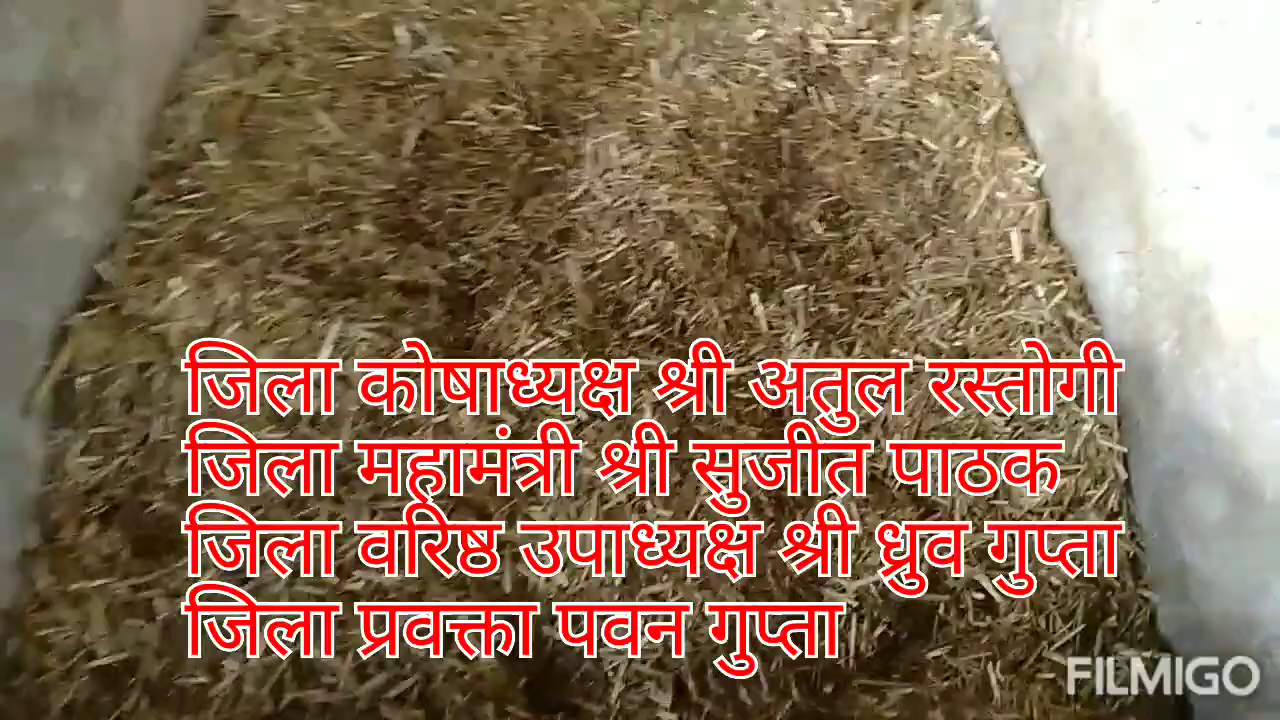 जिला कोषाध्यक्ष श्री अतुल रस्तोगी
जिला महामंत्री श्री सुजीत पाठक
जिला वरिष्ठ उपाध्यक्ष श्री ध्रुव गुप्ता
जिला प्रवक्ता पवन गुप्ता
FILMIGO